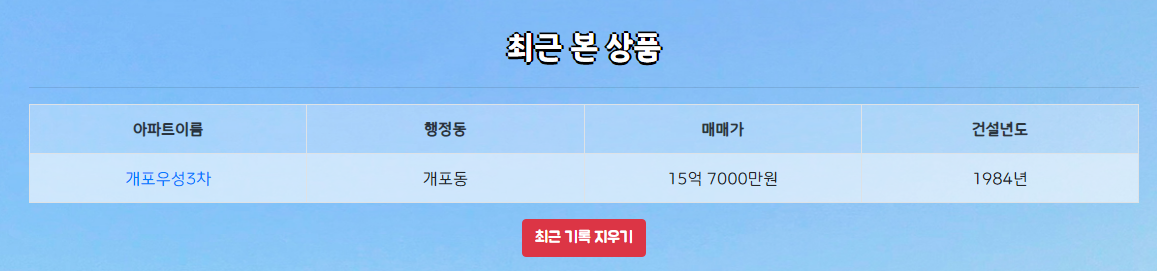 최근 본 상품
아파트이름 행정동 매매가 건설년도
개포우성3차 개포동 15억 7000만원 1984년
최근 기록 지우기